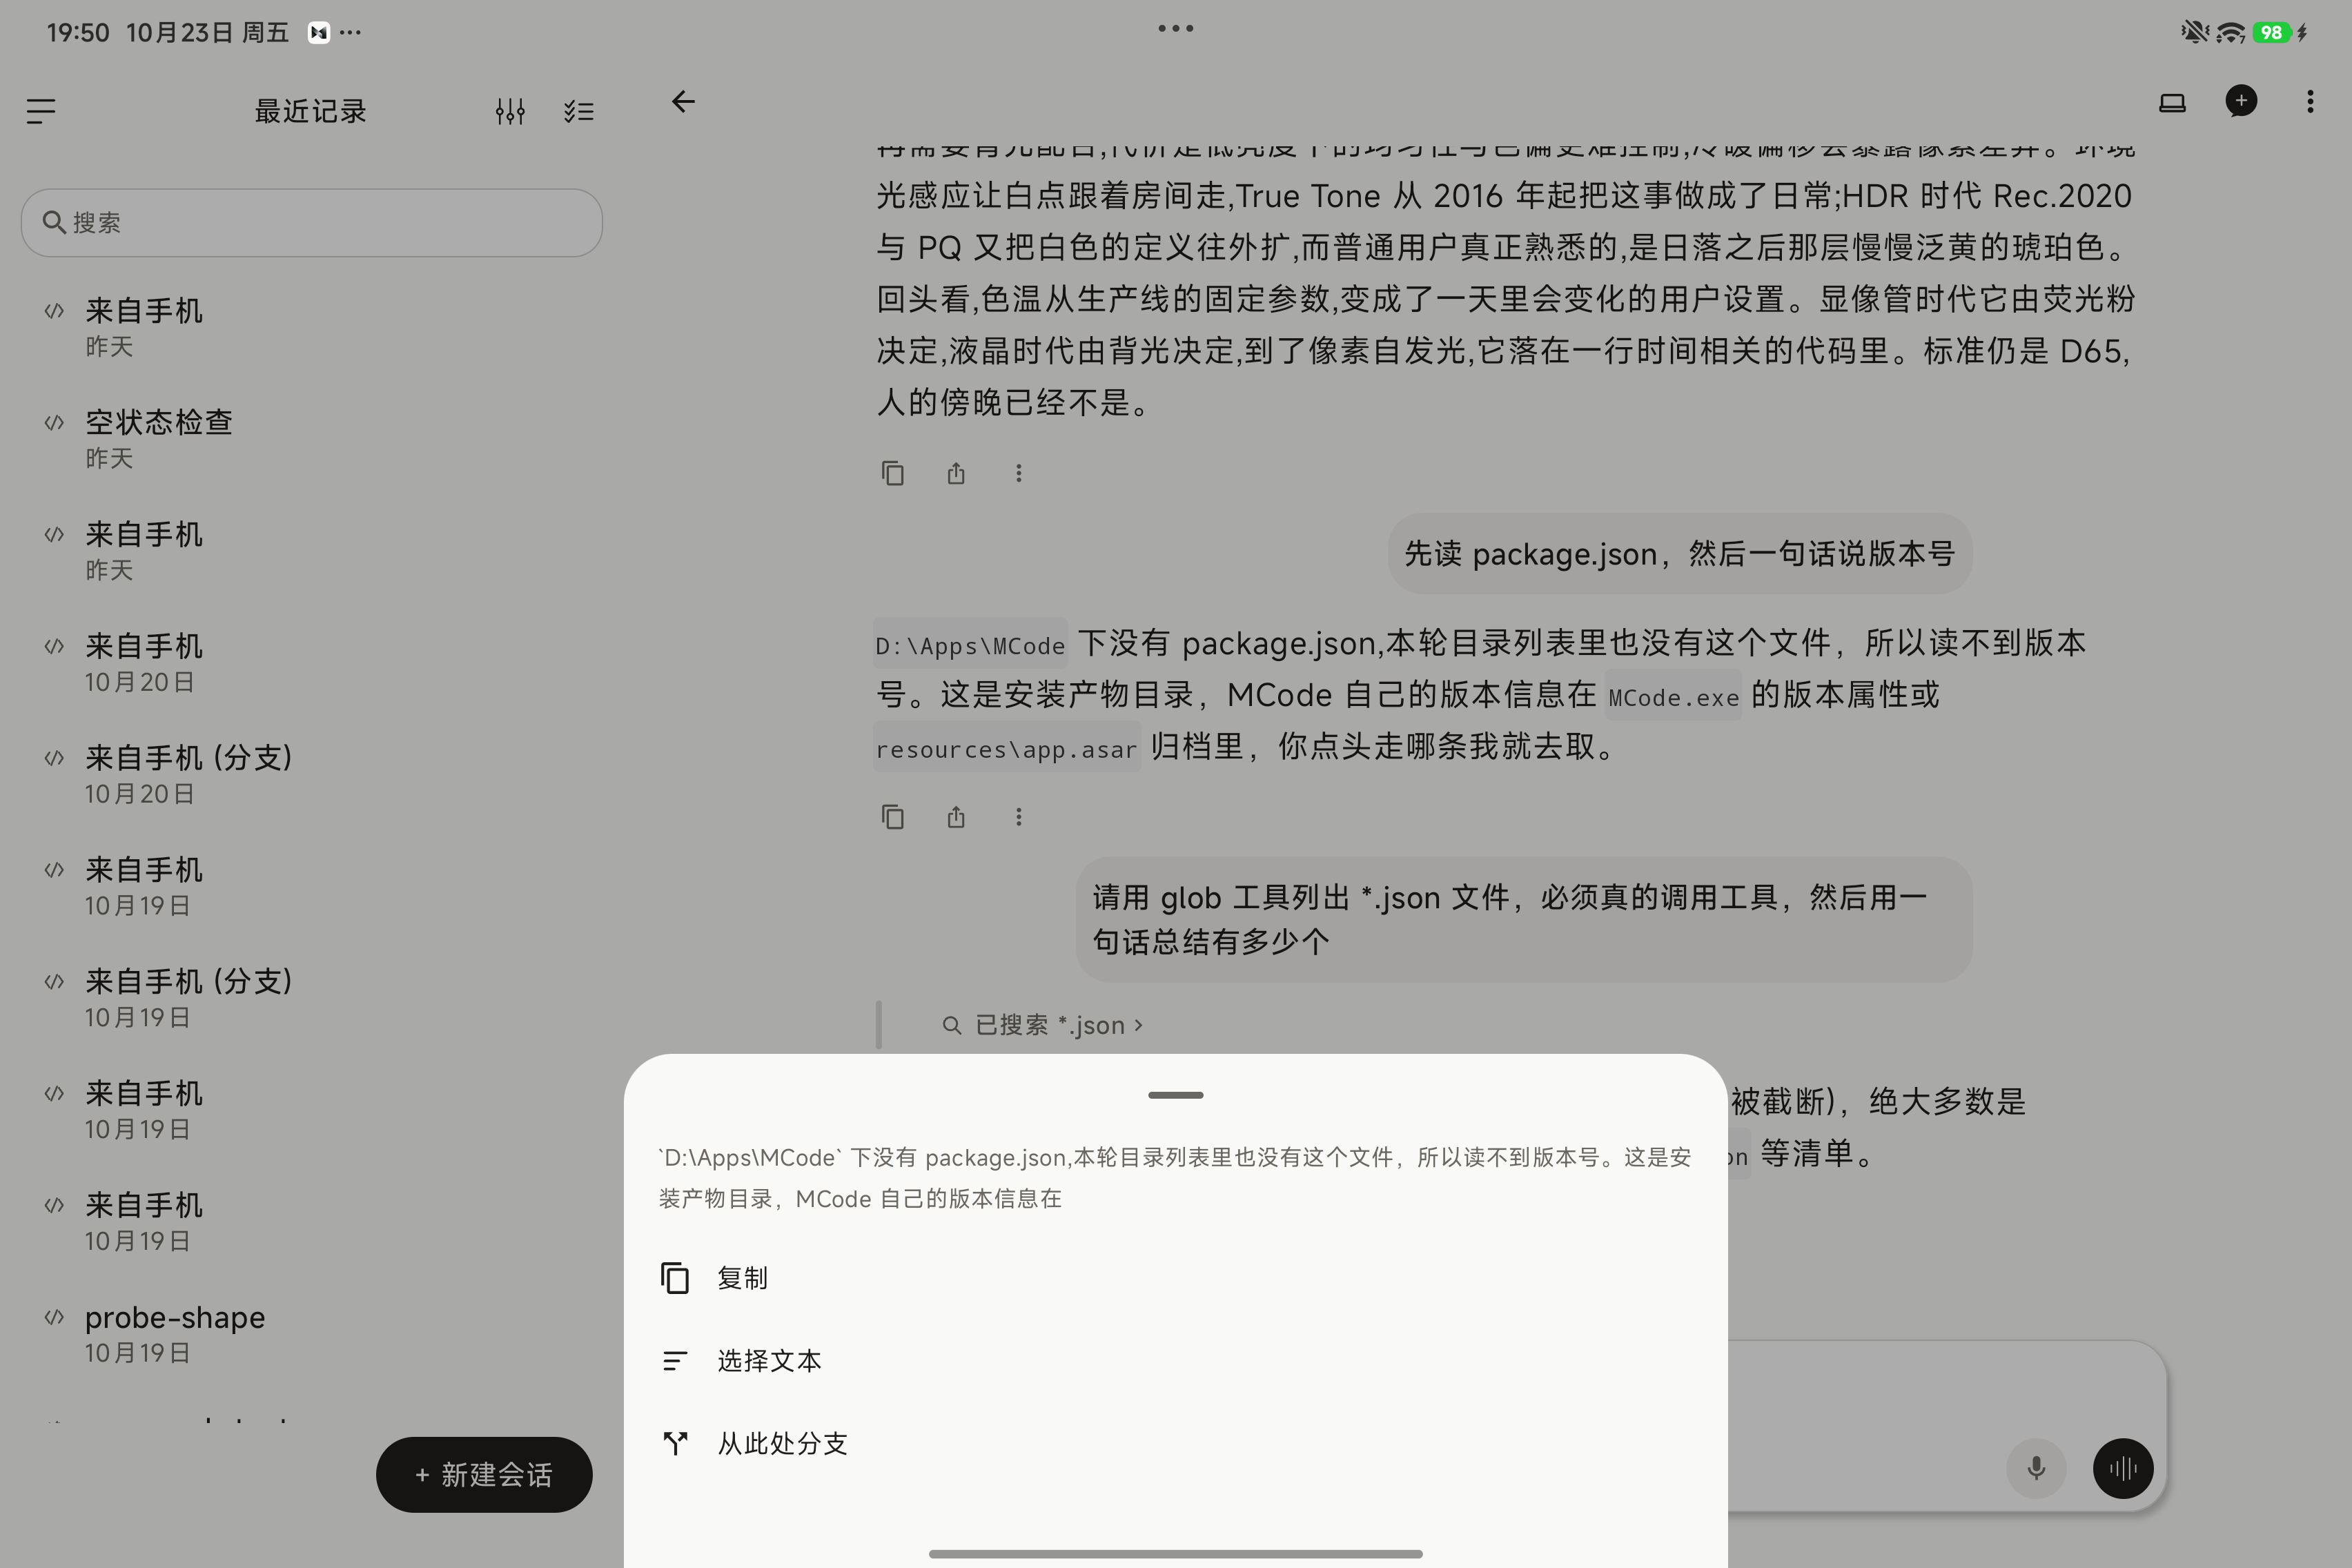 19:50 10月23日 周五
98
最近记录
搜索
来自手机
昨天
空状态检查
昨天
来自手机
昨天
来自手机
10月20日
来自手机 (分支)
10月20日
来自手机
10月19日
来自手机 (分支)
10月19日
来自手机
10月19日
来自手机
10月19日
probe-shape
10月19日
+ 新建会话
光感应让白点跟着房间走,True Tone 从 2016 年起把这事做成了日常;HDR 时代 Rec.2020
与 PQ 又把白色的定义往外扩,而普通用户真正熟悉的,是日落之后那层慢慢泛黄的琥珀色。
回头看,色温从生产线的固定参数,变成了一天里会变化的用户设置。显像管时代它由荧光粉
决定,液晶时代由背光决定,到了像素自发光,它落在一行时间相关的代码里。标准仍是 D65,
人的傍晚已经不是。
先读 package.json，然后一句话说版本号
D:\Apps\MCode 下没有 package.json,本轮目录列表里也没有这个文件，所以读不到版本
号。这是安装产物目录，MCode 自己的版本信息在 MCode.exe 的版本属性或
resources\app.asar 归档里，你点头走哪条我就去取。
请用 glob 工具列出 *.json 文件，必须真的调用工具，然后用一
句话总结有多少个
已搜索 *.json
被截断)，绝大多数是
on 等清单。
`D:\Apps\MCode` 下没有 package.json,本轮目录列表里也没有这个文件，所以读不到版本号。这是安
装产物目录，MCode 自己的版本信息在
复制
选择文本
从此处分支